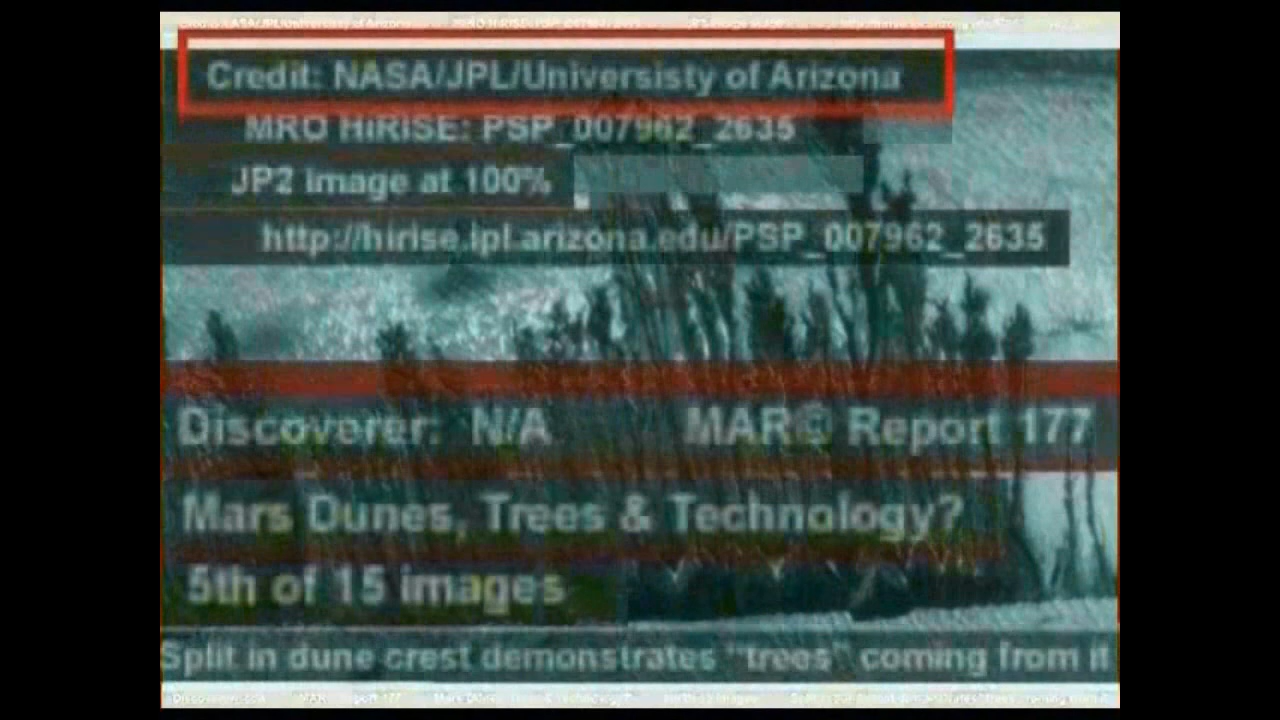 Credit: NASA/JPL/Universisty of Arizona
MRO HiRISE: PSP_007962_2635
JP2 image at 100%
http://hirise.lpl.arizona.edu/PSP_007962_2635
Discoverer: N/A MAR© Report 177
Mars Dunes, Trees & Technology?
5th of 15 images
Split in dune crest demonstrates "trees" coming from it